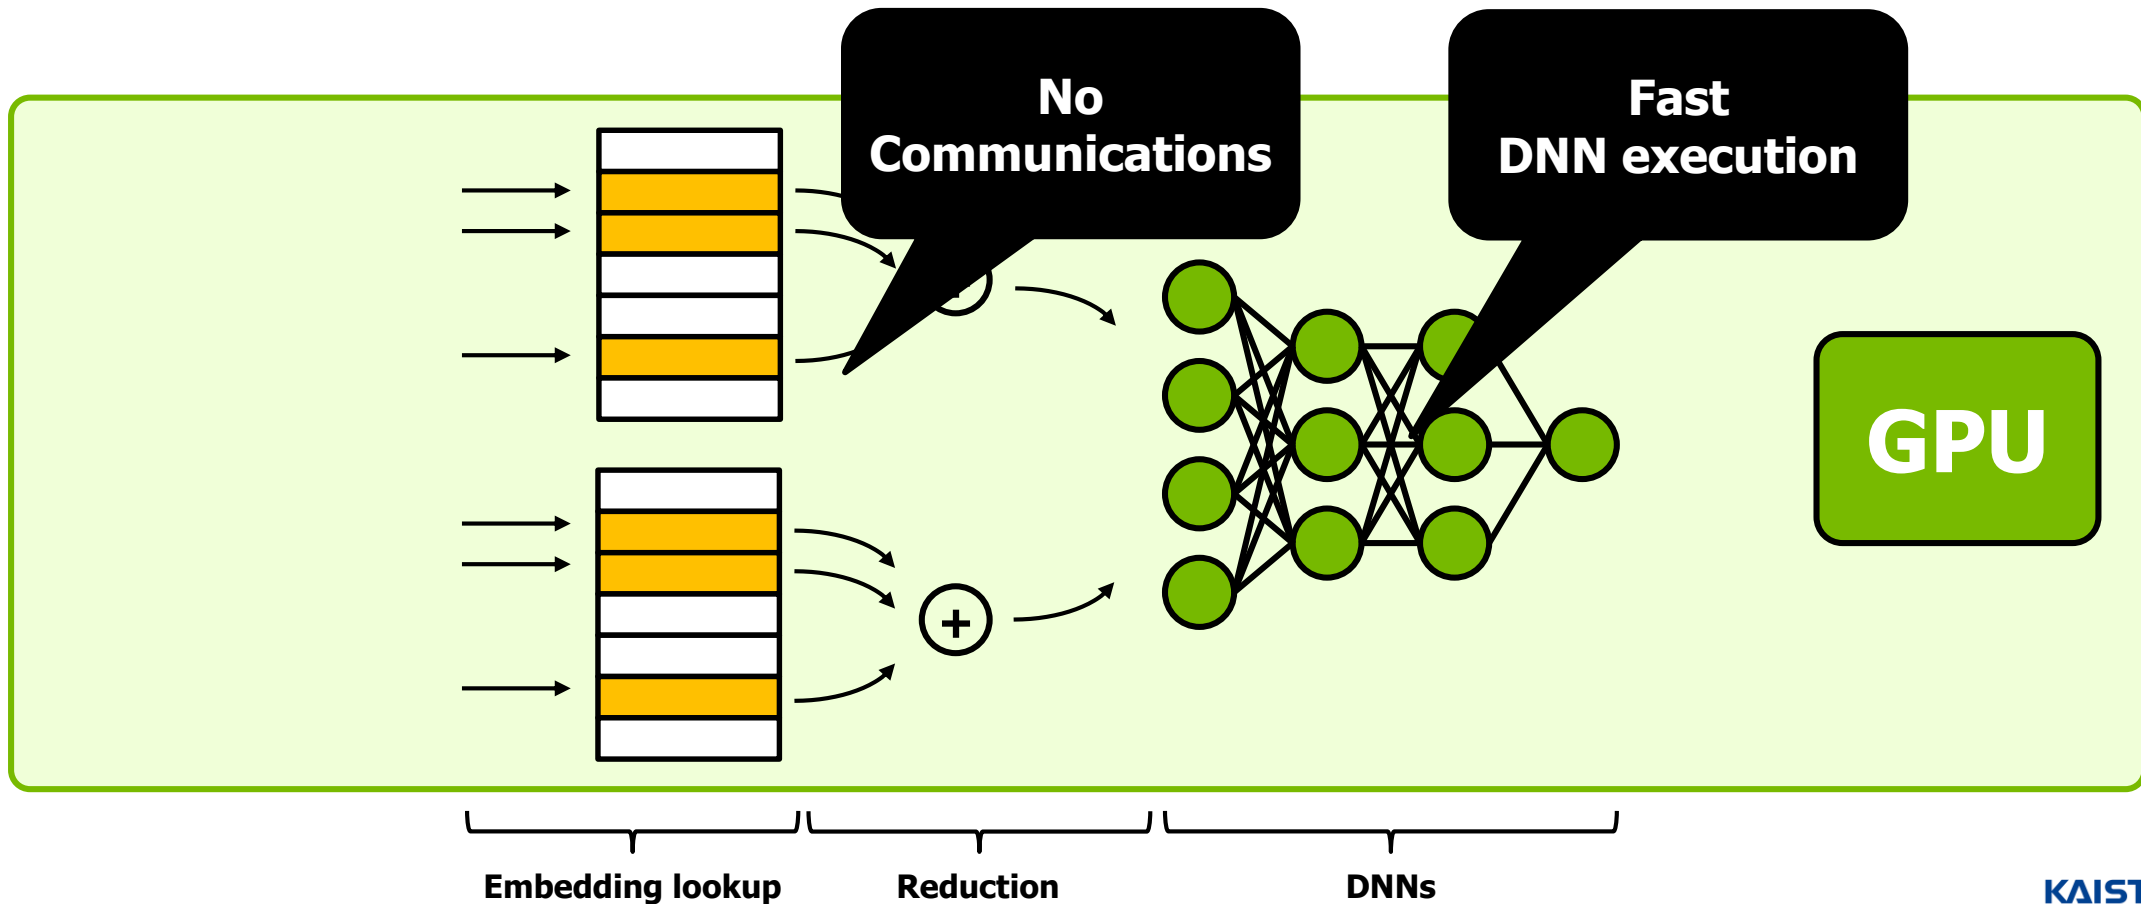 No
Communications
Fast
DNN execution
+
GPU
Embedding lookup
Reduction
DNNs
KAIST